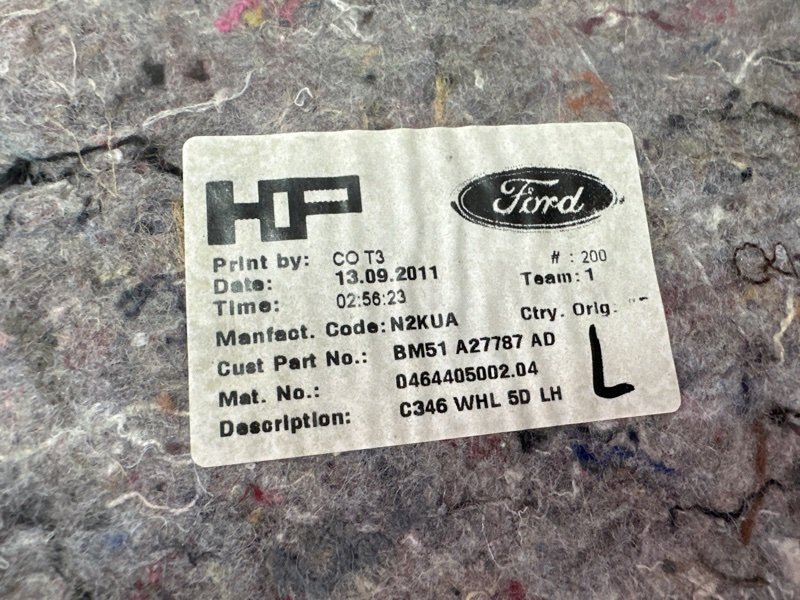 HP
Ford
Print by: CO T3
# : 200
Date: 13.09.2011
Team: 1
Time: 02:56:23
Manfact. Code: N2KUA
Ctry. Orig.
Cust Part No.: BM51 A27787 AD
Mat. No.: 0464405002.04
L
Description: C346 WHL 5D LH